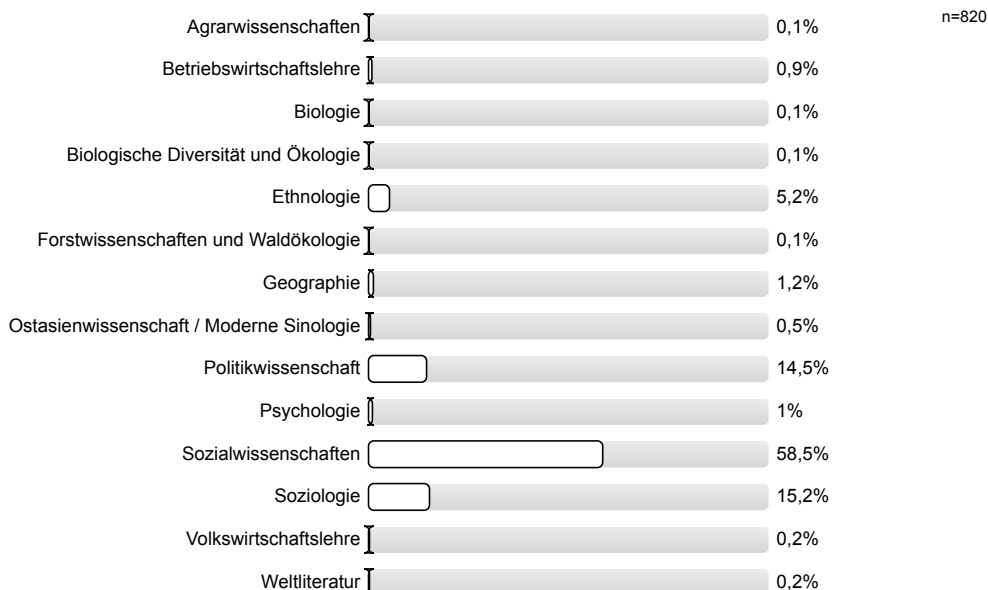 n=820
Agrarwissenschaften 0,1%
Betriebswirtschaftslehre 0,9%
Biologie 0,1%
Biologische Diversität und Ökologie 0,1%
Ethnologie 5,2%
Forstwissenschaften und Waldökologie 0,1%
Geographie 1,2%
Ostasienwissenschaft / Moderne Sinologie 0,5%
Politikwissenschaft 14,5%
Psychologie 1%
Sozialwissenschaften 58,5%
Soziologie 15,2%
Volkswirtschaftslehre 0,2%
Weltliteratur 0,2%